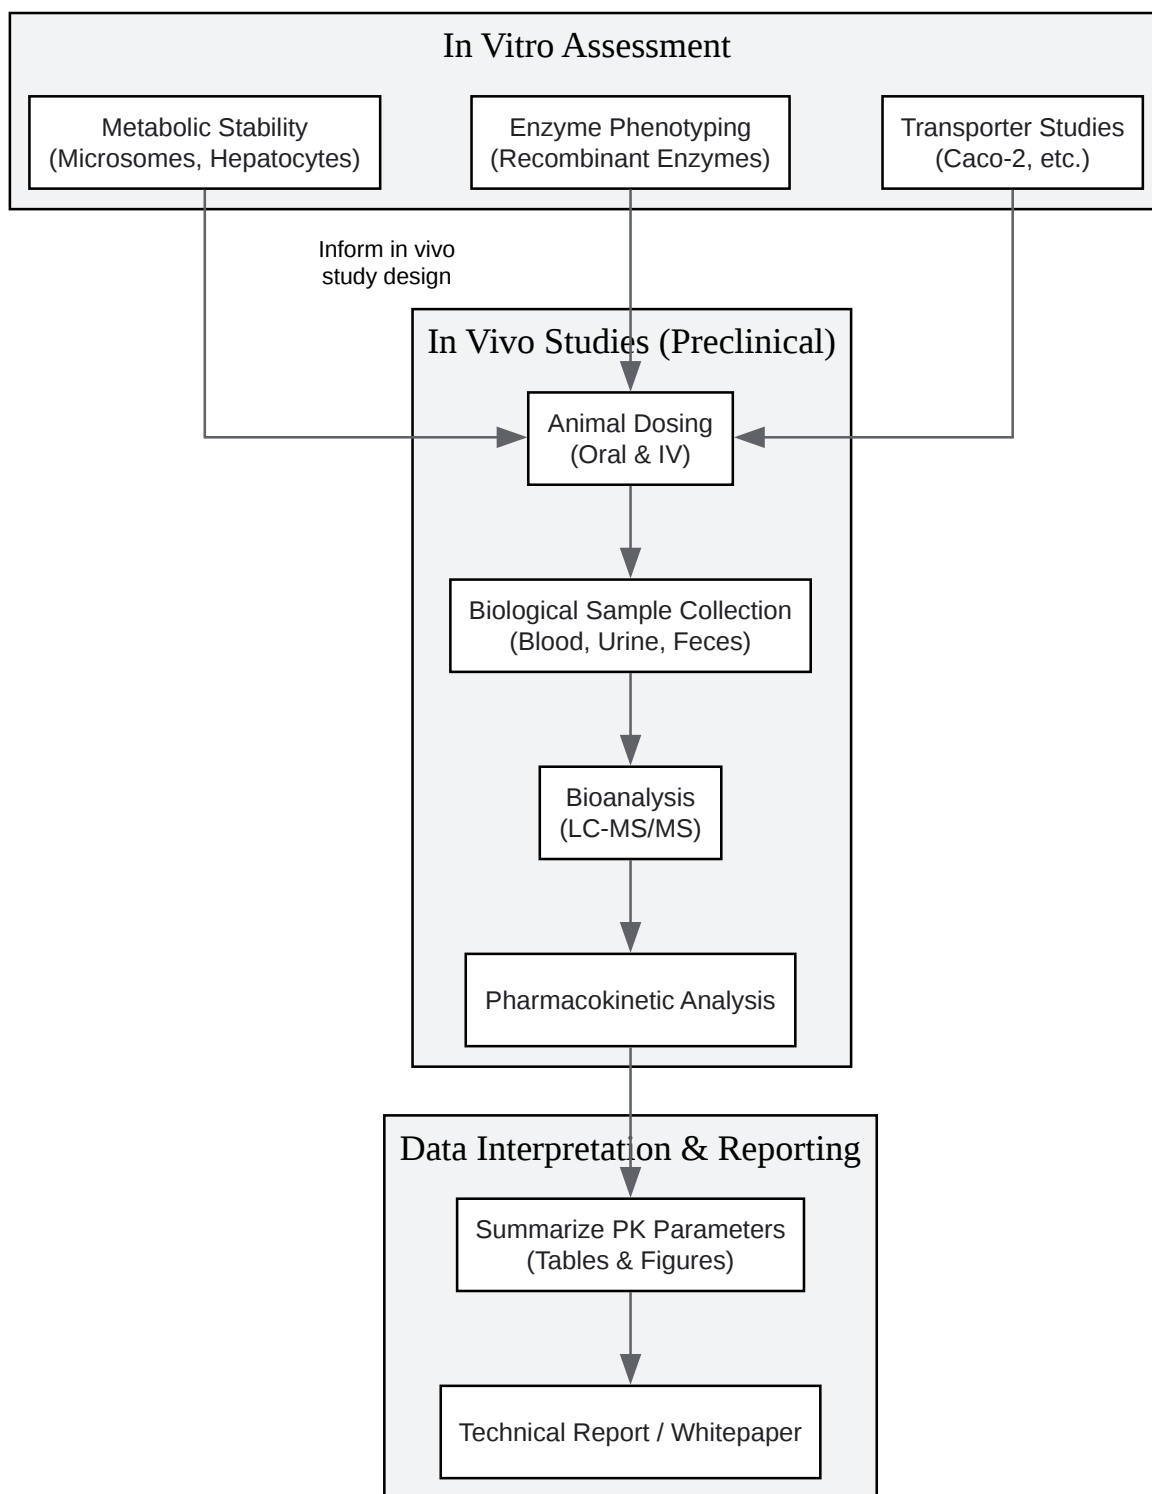 In Vitro Assessment
Metabolic Stability
(Microsomes, Hepatocytes)
Enzyme Phenotyping
(Recombinant Enzymes)
Transporter Studies
(Caco-2, etc.)
Inform in vivo
study design
In Vivo Studies (Preclinical)
Animal Dosing
(Oral & IV)
Biological Sample Collection
(Blood, Urine, Feces)
Bioanalysis
(LC-MS/MS)
Pharmacokinetic Analysis
Data Interpretation & Reporting
Summarize PK Parameters
(Tables & Figures)
Technical Report / Whitepaper